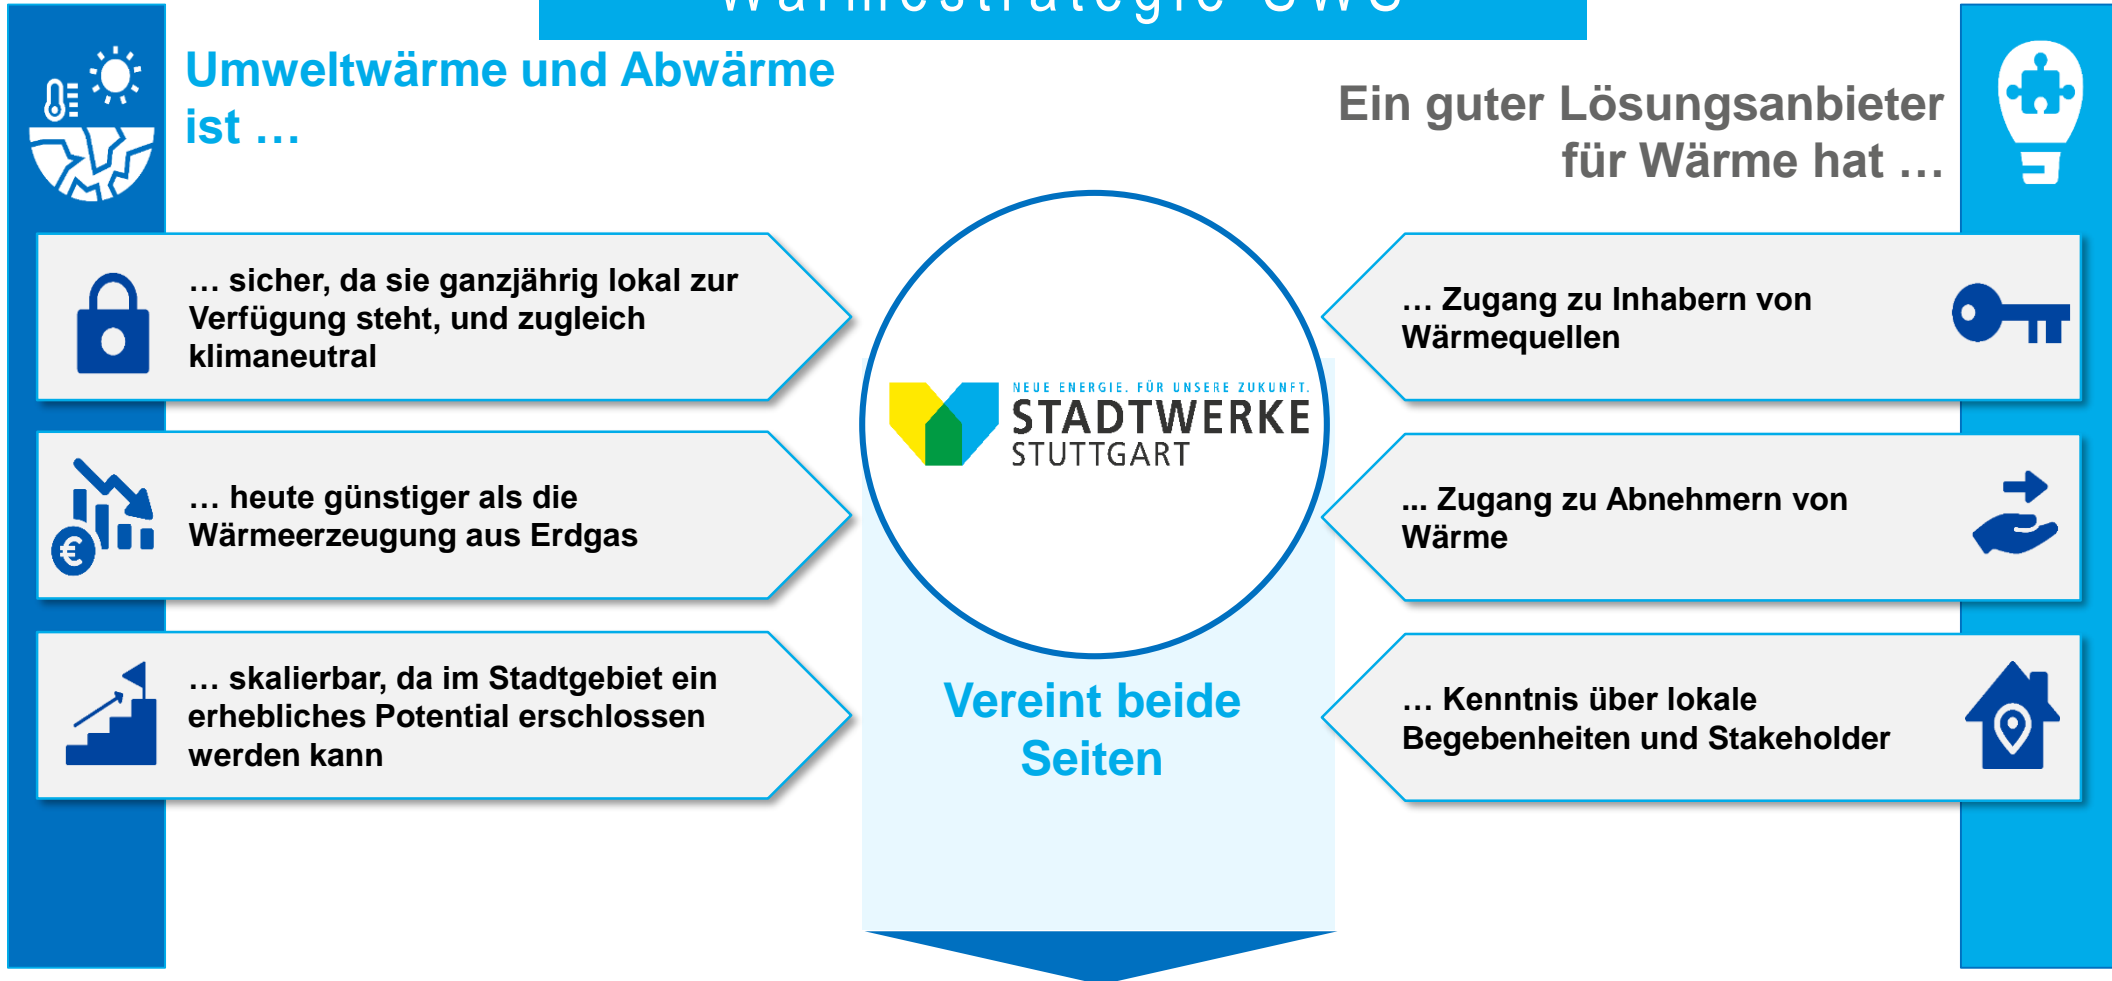 Wärmestrategie SWS
Umweltwärme und Abwärme
ist …
Ein guter Lösungsanbieter
für Wärme hat …
… sicher, da sie ganzjährig lokal zur
Verfügung steht, und zugleich
klimaneutral
… heute günstiger als die
Wärmeerzeugung aus Erdgas
… skalierbar, da im Stadtgebiet ein
erhebliches Potential erschlossen
werden kann
NEUE ENERGIE. FÜR UNSERE ZUKUNFT.
STADTWERKE
STUTTGART
Vereint beide
Seiten
… Zugang zu Inhabern von
Wärmequellen
... Zugang zu Abnehmern von
Wärme
… Kenntnis über lokale
Begebenheiten und Stakeholder
€